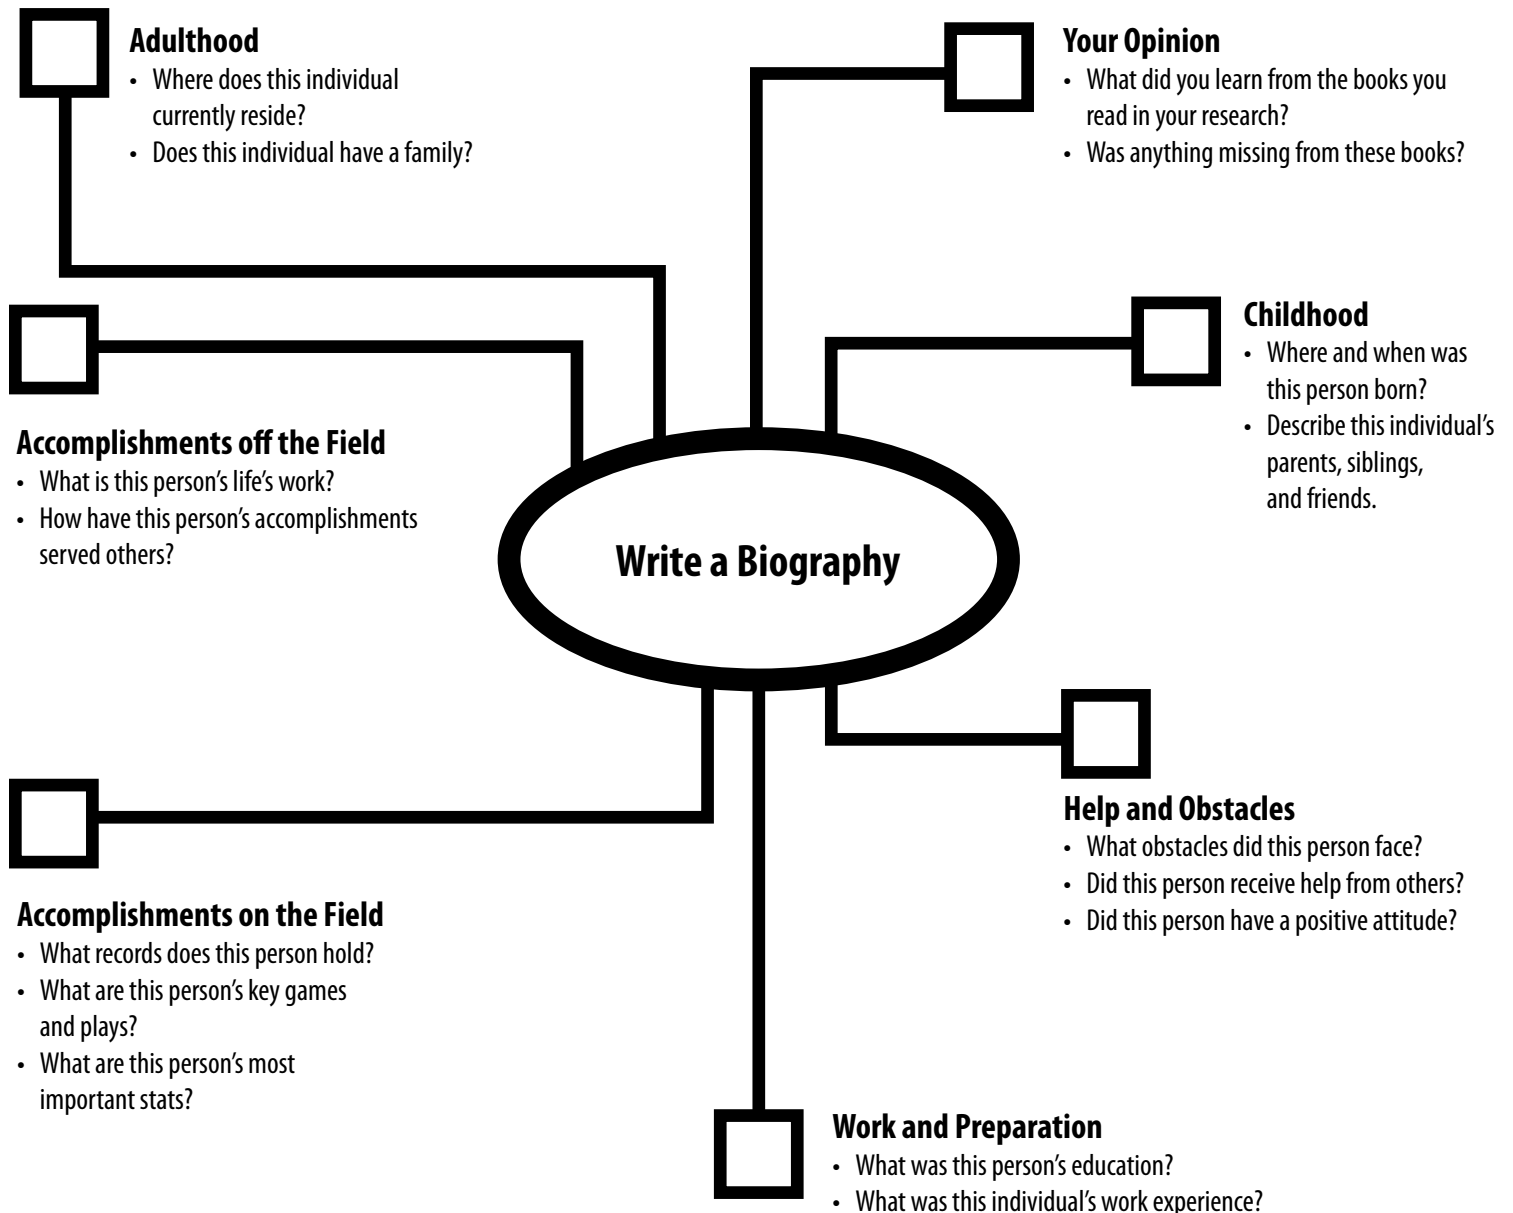 Adulthood
• Where does this individual
currently reside?
• Does this individual have a family?
Your Opinion
• What did you learn from the books you
read in your research?
• Was anything missing from these books?
Childhood
• Where and when was
this person born?
• Describe this individual’s
parents, siblings,
and friends.
Accomplishments off the Field
• What is this person’s life’s work?
• How have this person’s accomplishments
served others?
Write a Biography
Help and Obstacles
• What obstacles did this person face?
• Did this person receive help from others?
• Did this person have a positive attitude?
Accomplishments on the Field
• What records does this person hold?
• What are this person’s key games
and plays?
• What are this person’s most
important stats?
Work and Preparation
• What was this person’s education?
• What was this individual’s work experience?